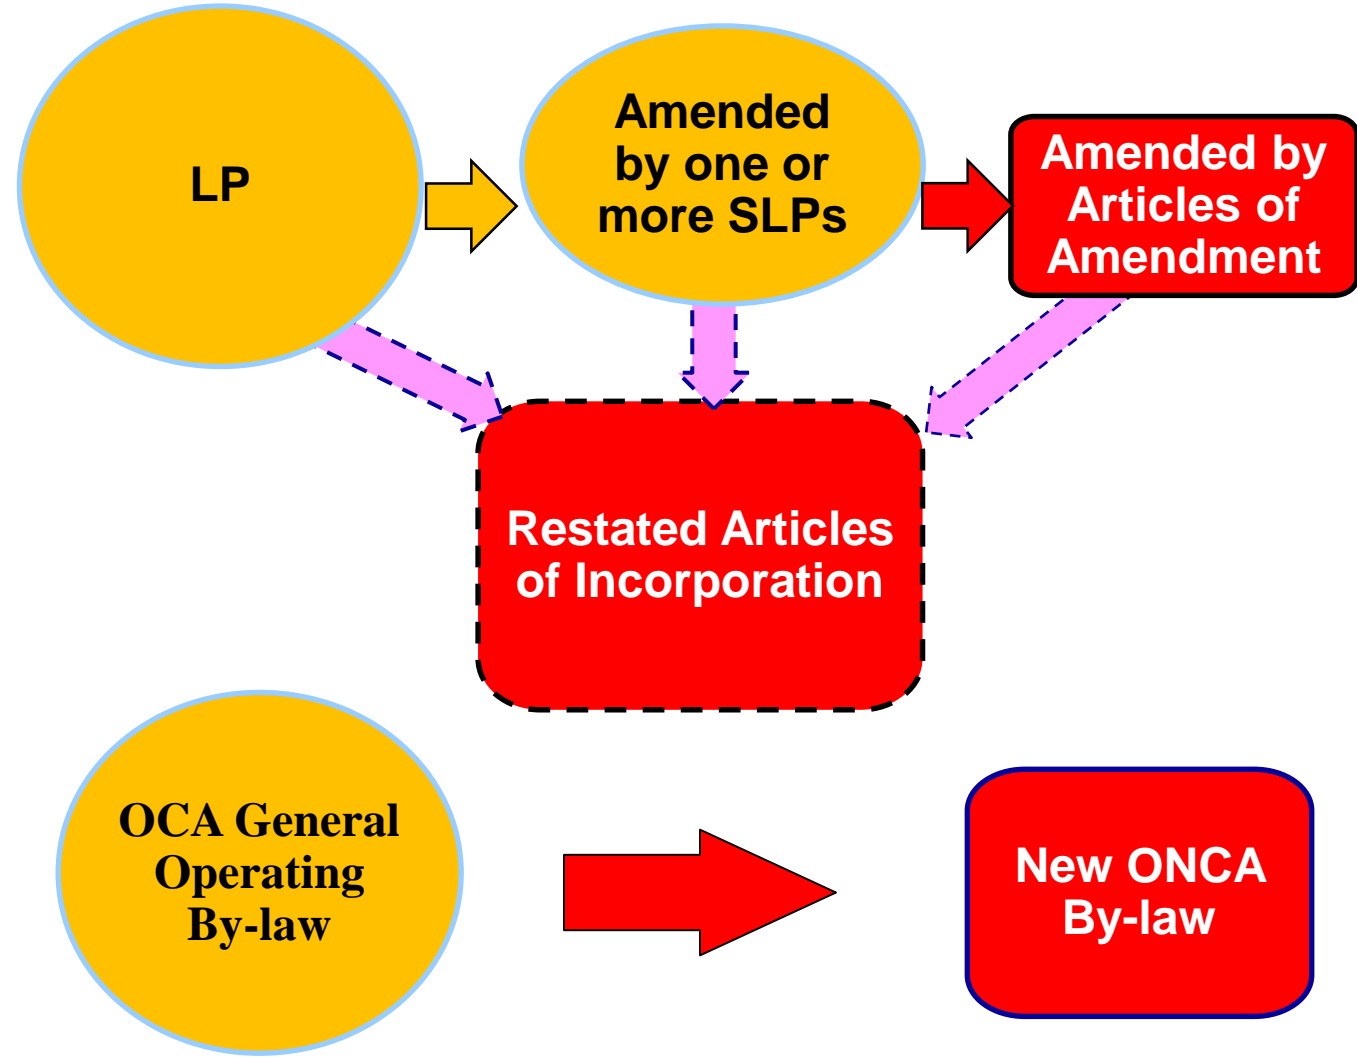 LP
Amended
by one or
more SLPs
Amended by
Articles of
Amendment
Restated Articles
of Incorporation
OCA General
Operating
By-law
New ONCA
By-law